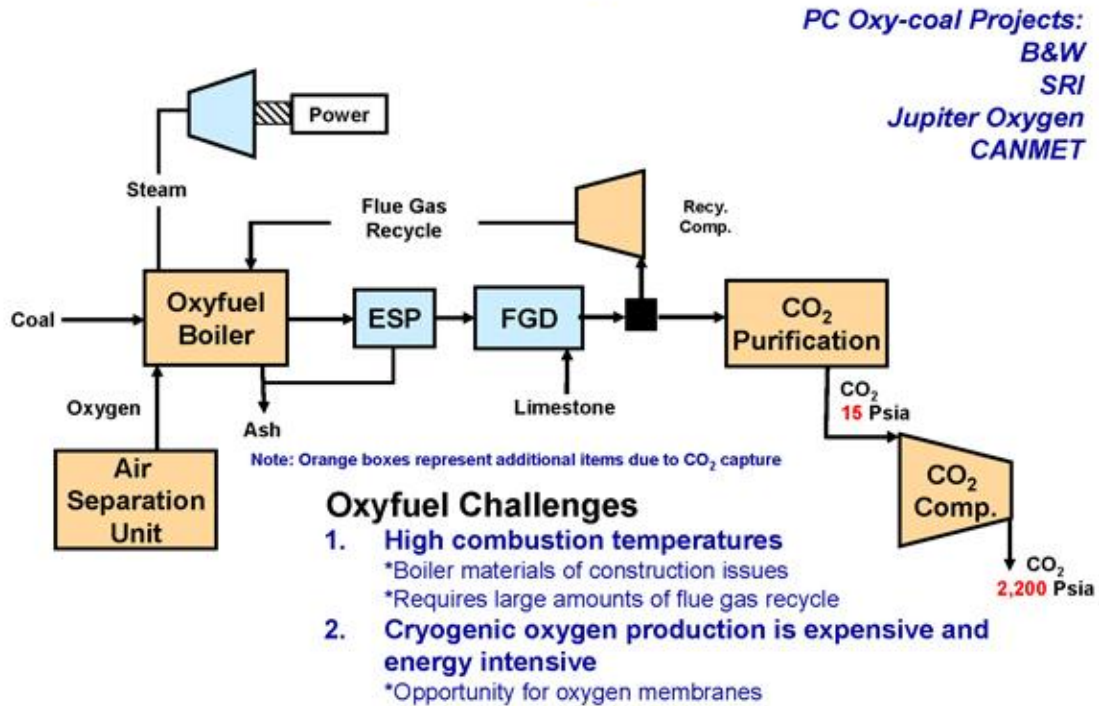 PC Oxy-coal Projects:
B&W
SRI
Jupiter Oxygen
CANMET
Power
Steam
Flue Gas
Recycle
Recy.
Comp.
Coal
Oxyfuel
Boiler
ESP
FGD
CO₂
Purification
Oxygen
Ash
Limestone
CO₂
15 Psia
Air
Separation
Unit
Note: Orange boxes represent additional items due to CO₂ capture
CO₂
Comp.
CO₂
2,200 Psia
Oxyfuel Challenges
1. High combustion temperatures
*Boiler materials of construction issues
*Requires large amounts of flue gas recycle
2. Cryogenic oxygen production is expensive and
energy intensive
*Opportunity for oxygen membranes